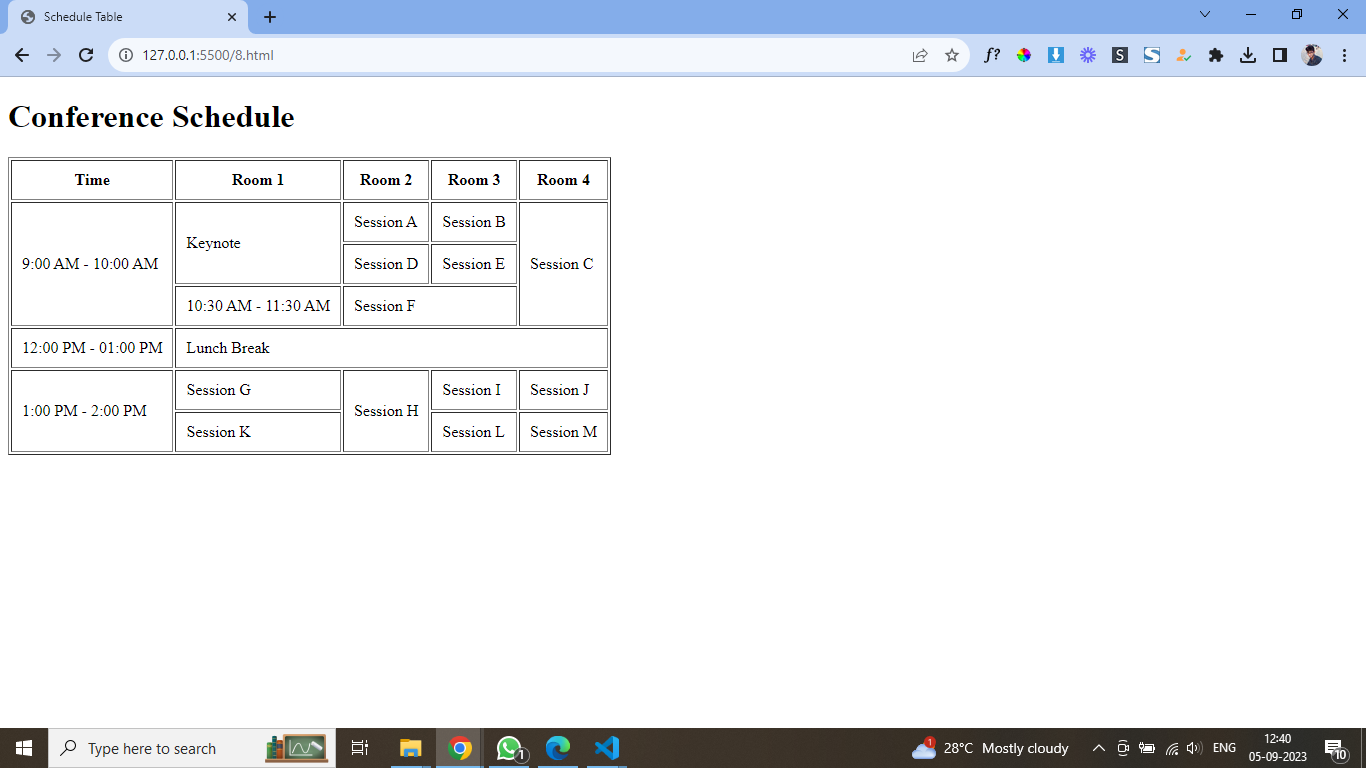 Schedule Table
127.0.0.1:5500/8.html
f?
S
S
Conference Schedule
Time Room 1 Room 2 Room 3 Room 4
9:00 AM - 10:00 AM Keynote Session A Session B Session C
Session D Session E
10:30 AM - 11:30 AM Session F
12:00 PM - 01:00 PM Lunch Break
1:00 PM - 2:00 PM Session G Session H Session I Session J
Session K Session L Session M
Type here to search
1
1
28°C Mostly cloudy
ENG
12:40
05-09-2023
10